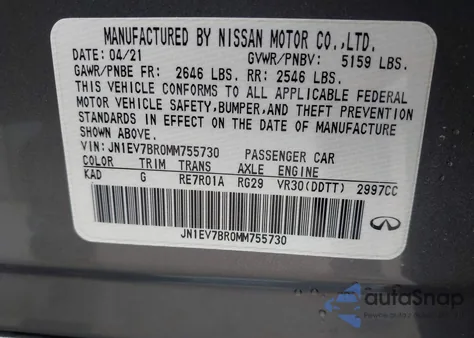 MANUFACTURED BY NISSAN MOTOR CO.,LTD.
DATE: 04/21 GVWR/PNBV: 5159 LBS.
GAWR/PNBE FR: 2646 LBS. RR: 2546 LBS.
THIS VEHICLE CONFORMS TO ALL APPLICABLE FEDERAL
MOTOR VEHICLE SAFETY,BUMPER,AND THEFT PREVENTION
STANDARDS IN EFFECT ON THE DATE OF MANUFACTURE
SHOWN ABOVE.
VIN: JN1EV7BR0MM755730 PASSENGER CAR
COLOR TRIM TRANS AXLE ENGINE
KAD G RE7R01A RG29 VR30(DDTT) 2997CC
JN1EV7BR0MM755730
INFINITI
autoSnap